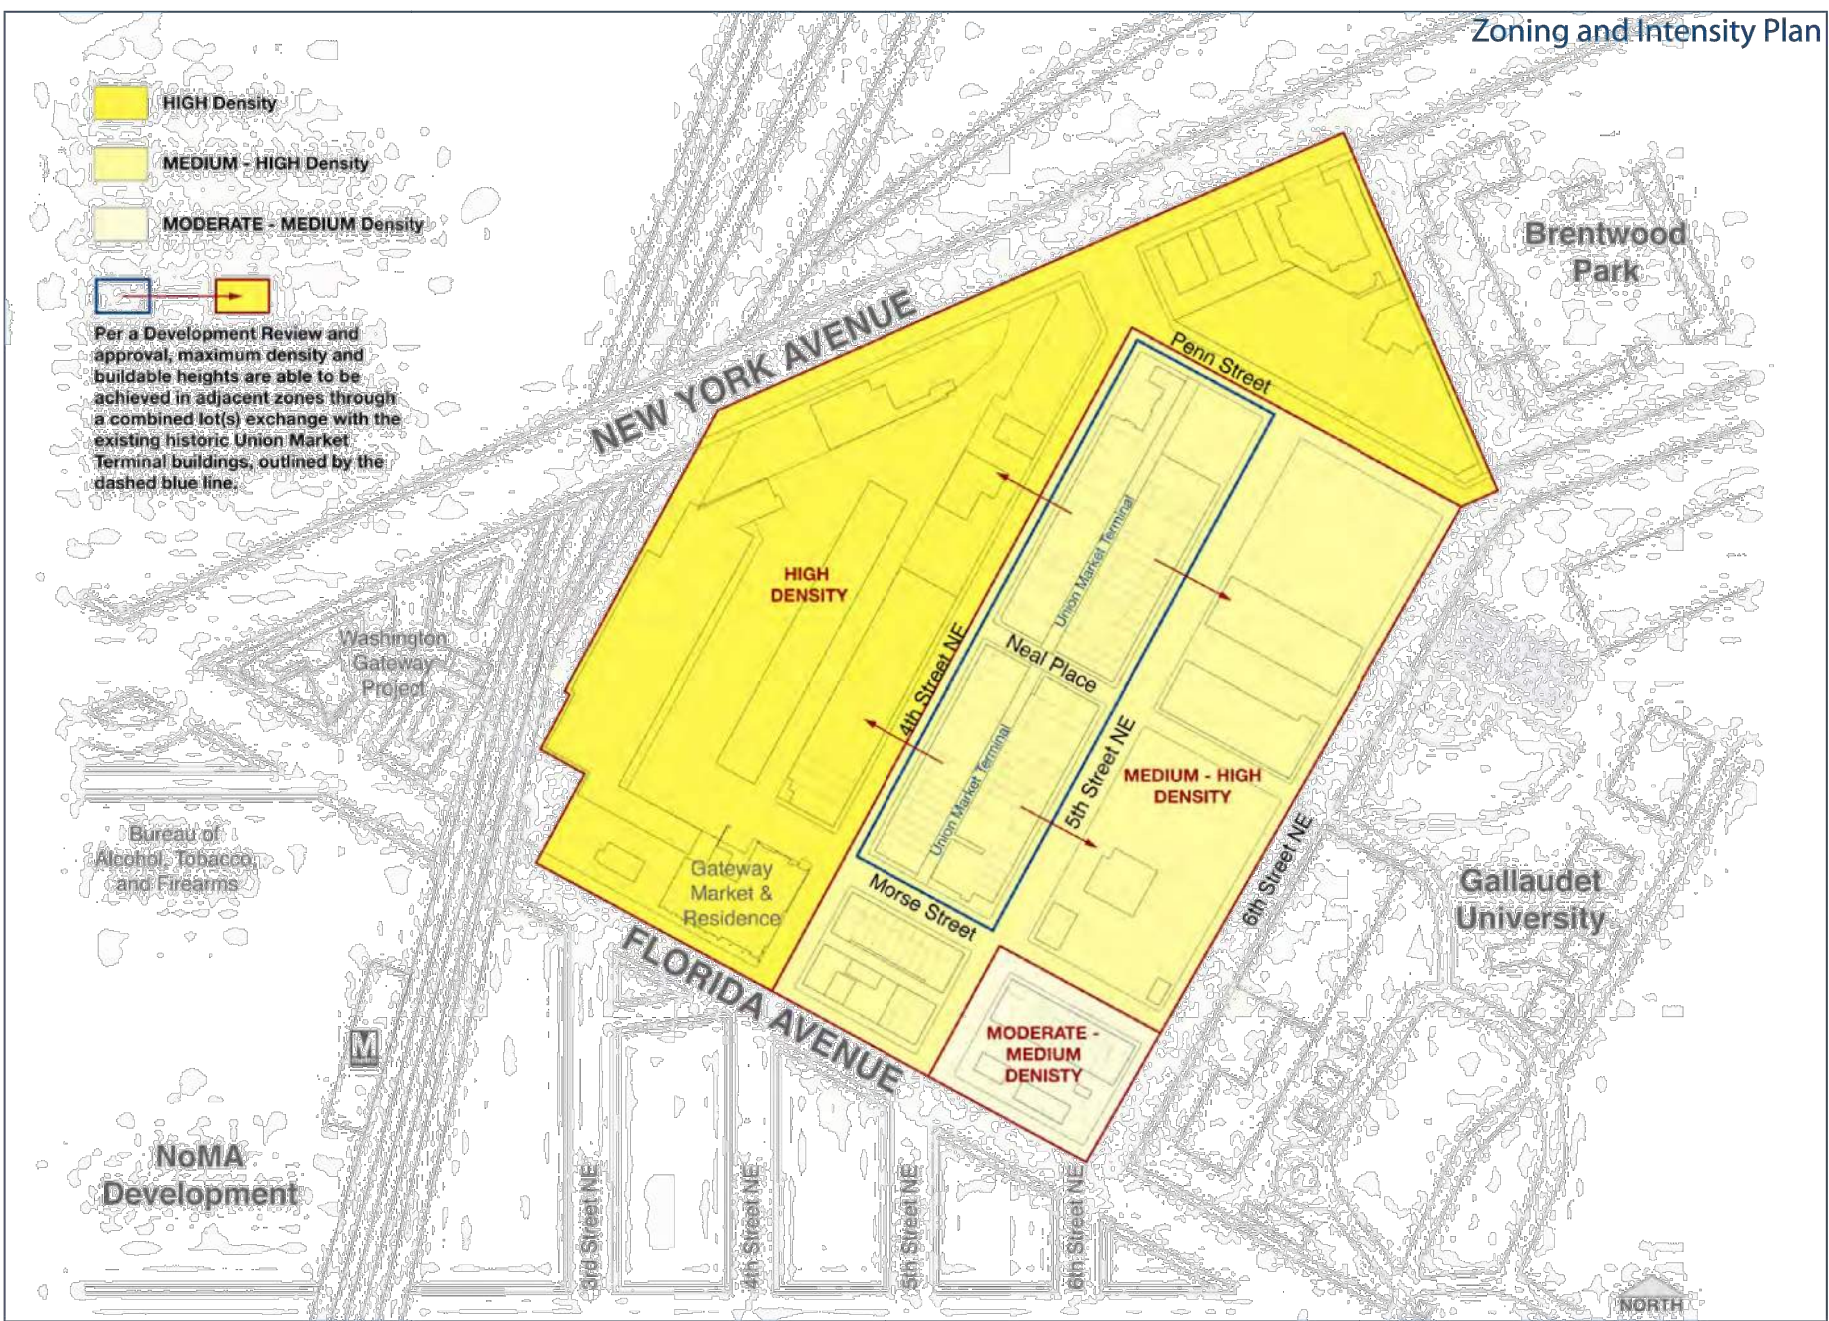 Zoning and Intensity Plan
HIGH Density
MEDIUM - HIGH Density
MODERATE - MEDIUM Density
Per a Development Review and
approval, maximum density and
buildable heights are able to be
achieved in adjacent zones through
a combined lot(s) exchange with the
existing historic Union Market
Terminal buildings, outlined by the
dashed blue line.
Brentwood
Park
NEW YORK AVENUE
Penn Street
HIGH
DENSITY
Union Market Terminal
Washington
Gateway
Project
4th Street NE
Neal Place
Union Market Terminal
5th Street NE
MEDIUM - HIGH
DENSITY
Bureau of
Alcohol, Tobacco,
and Firearms
Gateway
Market &
Residence
Morse Street
6th Street NE
Gallaudet
University
FLORIDA AVENUE
MODERATE -
MEDIUM
DENISTY
M
NoMA
Development
3rd Street NE
4th Street NE
5th Street NE
6th Street NE
NORTH